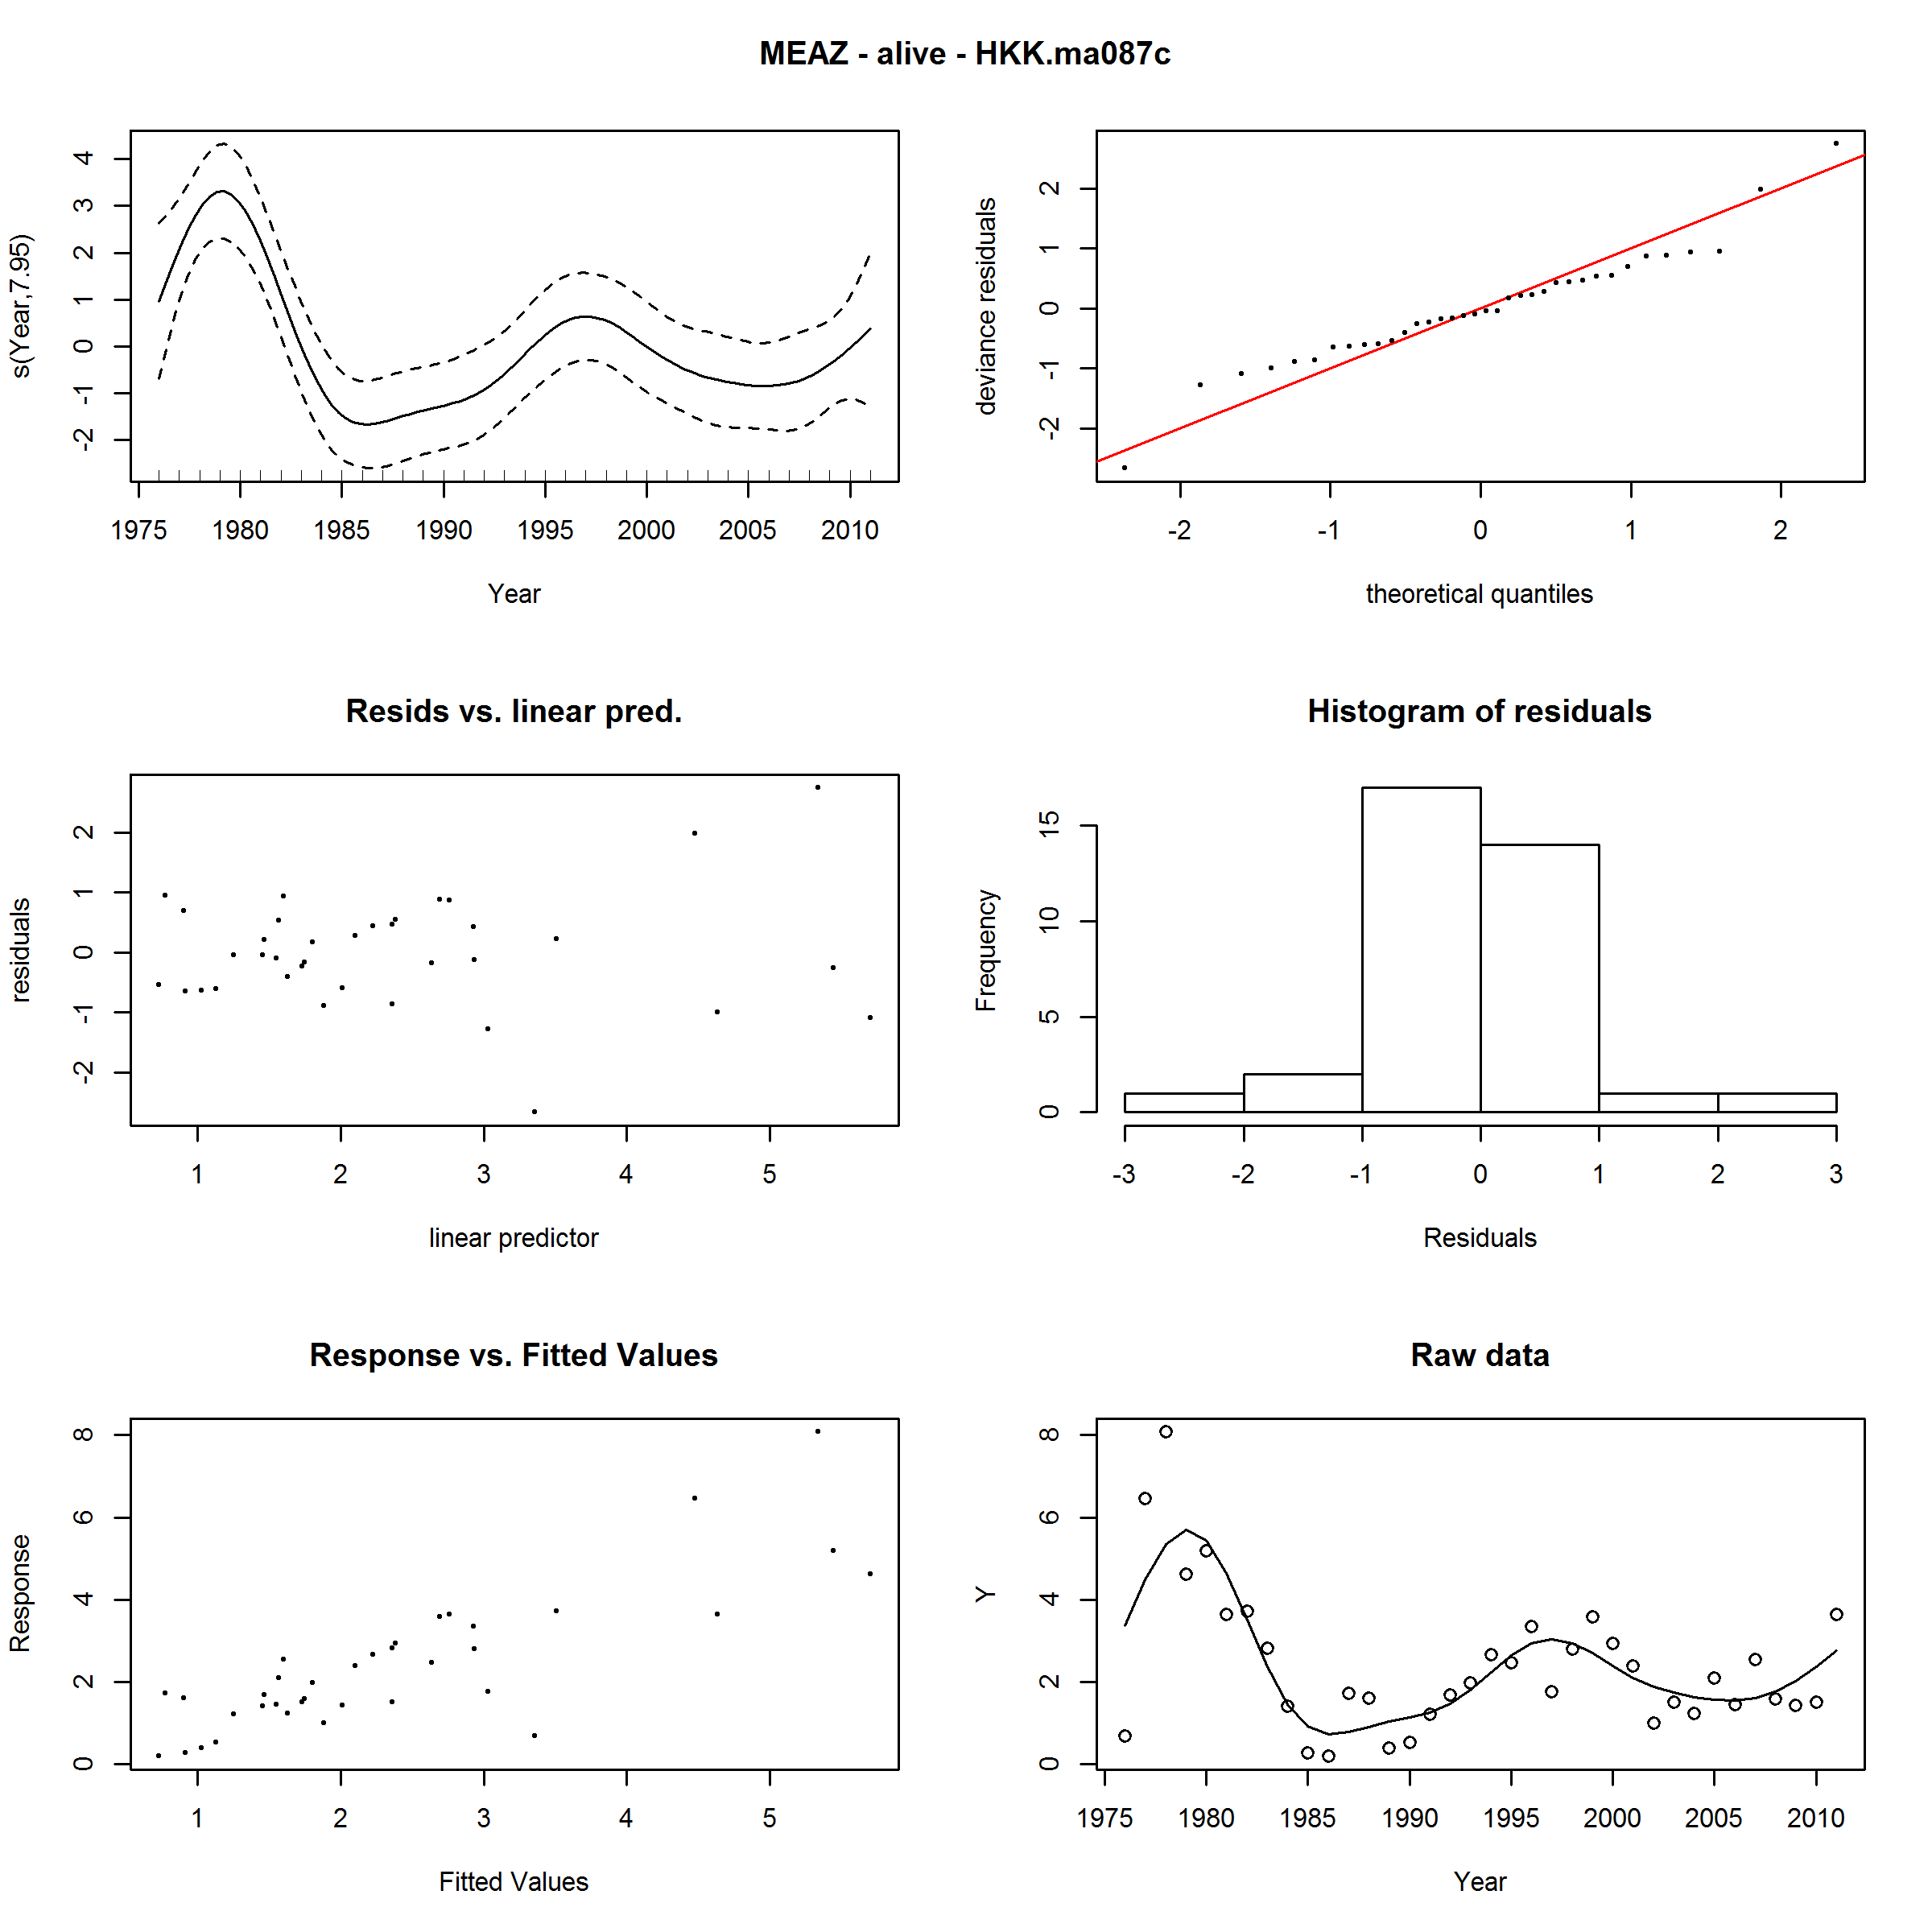 MEAZ - alive - HKK.ma087c
s(Year,7.95)
4
3
2
1
0
-1
-2
1975 1980 1985 1990 1995 2000 2005 2010
Year
deviance residuals
2
1
0
-1
-2
-2 -1 0 1 2
theoretical quantiles
Resids vs. linear pred.
residuals
2
1
0
-1
-2
1 2 3 4 5
linear predictor
Histogram of residuals
Frequency
15
10
5
0
-3 -2 -1 0 1 2 3
Residuals
Response vs. Fitted Values
Response
8
6
4
2
0
1 2 3 4 5
Fitted Values
Raw data
Y
8
6
4
2
0
1975 1980 1985 1990 1995 2000 2005 2010
Year